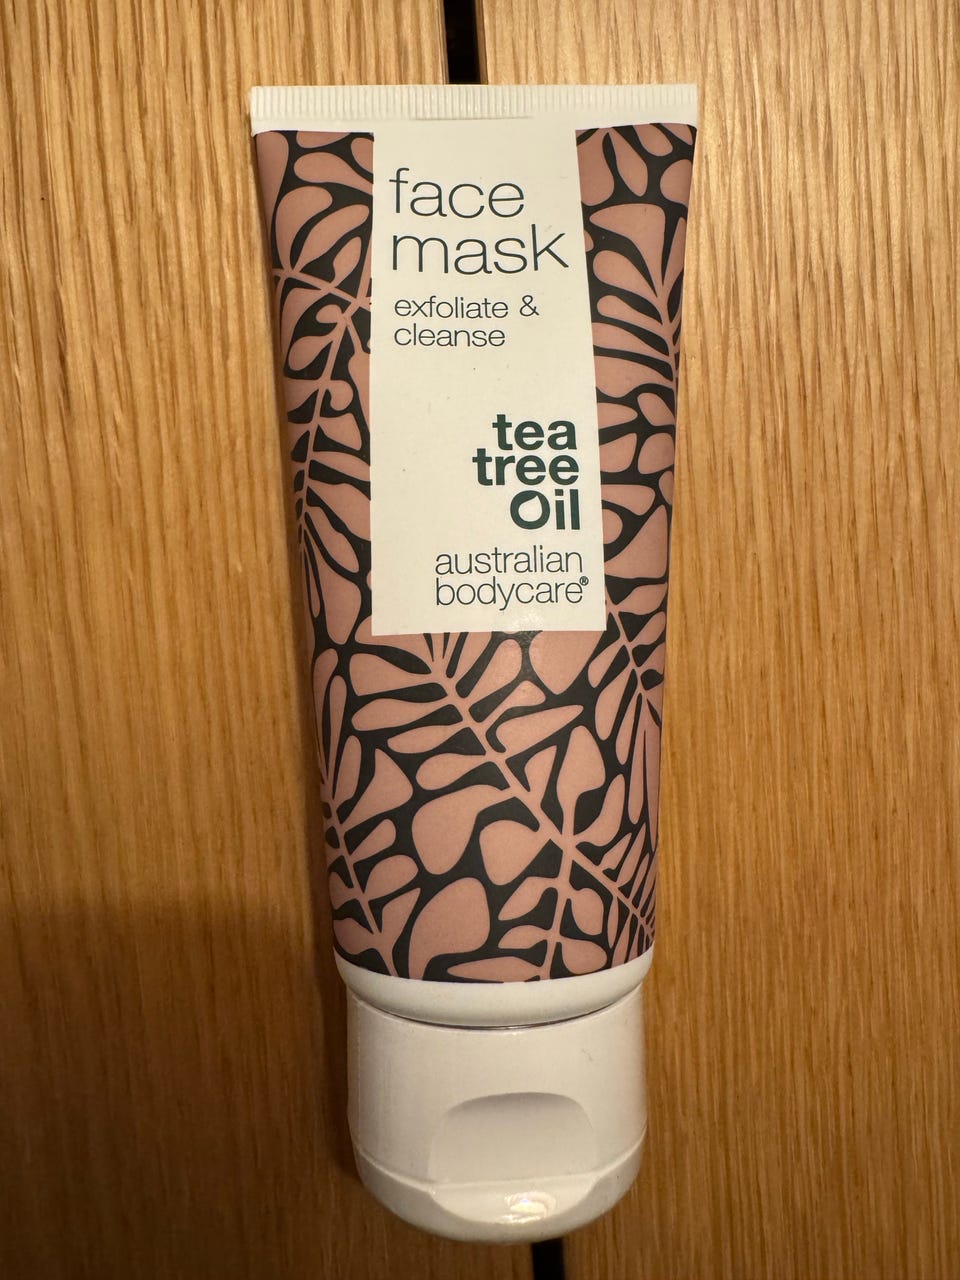 face
mask
exfoliate &
cleanse
tea
tree
Oil
australian
bodycare®